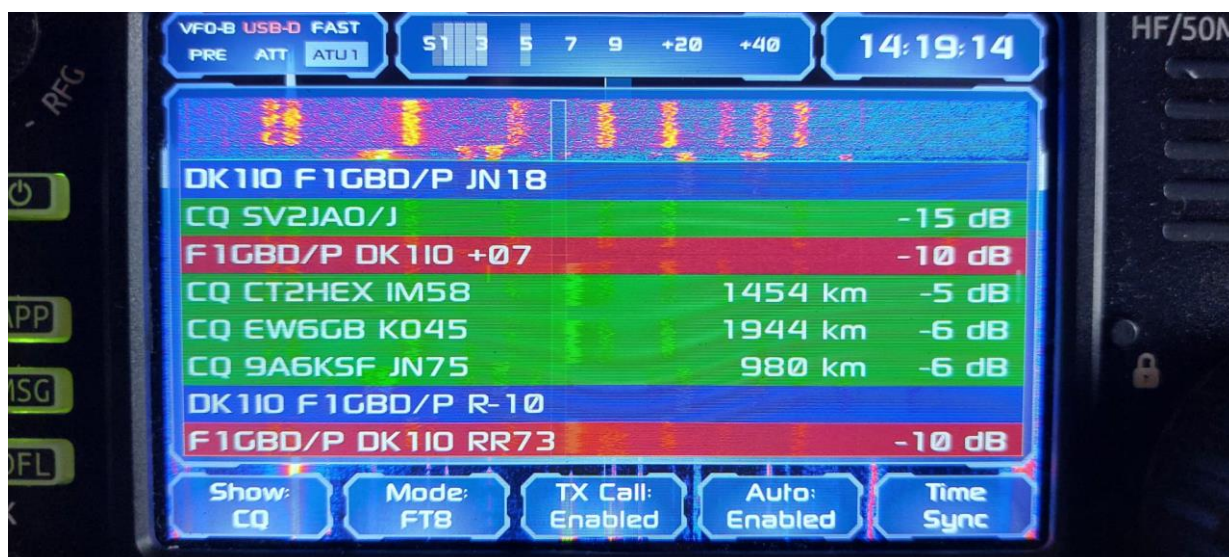 VFO-B USB-D FAST
PRE ATT ATU1
S1 3 5 7 9 +20 +40
14:19:14
HF/50M
RFG
DK1IO F1GBD/P JN18
CQ SV2JAO/J -15 dB
F1GBD/P DK1IO +07 -10 dB
CQ CT2HEX IM58 1454 km -5 dB
CQ EW6GB KO45 1944 km -6 dB
CQ 9A6KSF JN75 980 km -6 dB
DK1IO F1GBD/P R-10
F1GBD/P DK1IO RR73 -10 dB
APP
MSG
DFL
Show: CQ
Mode: FT8
TX Call: Enabled
Auto: Enabled
Time Sync